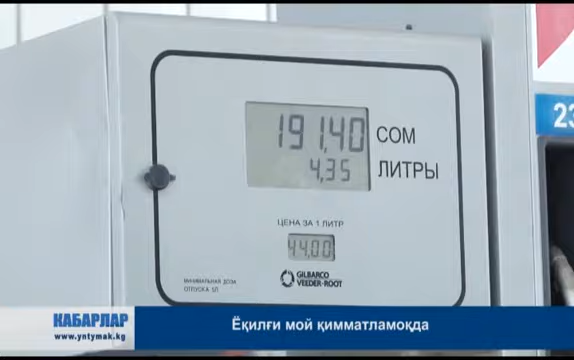 191,40 СОМ
4,35 ЛИТРЫ
ЦЕНА ЗА 1 ЛИТР
44,00
МИНИМАЛЬНАЯ ДОЗА
ОТПУСКА 5Л
GILBARCO
VEEDER-ROOT
23
КАБАРЛАР
www.yntymak.kg
Ёқилғи мой қимматламоқда